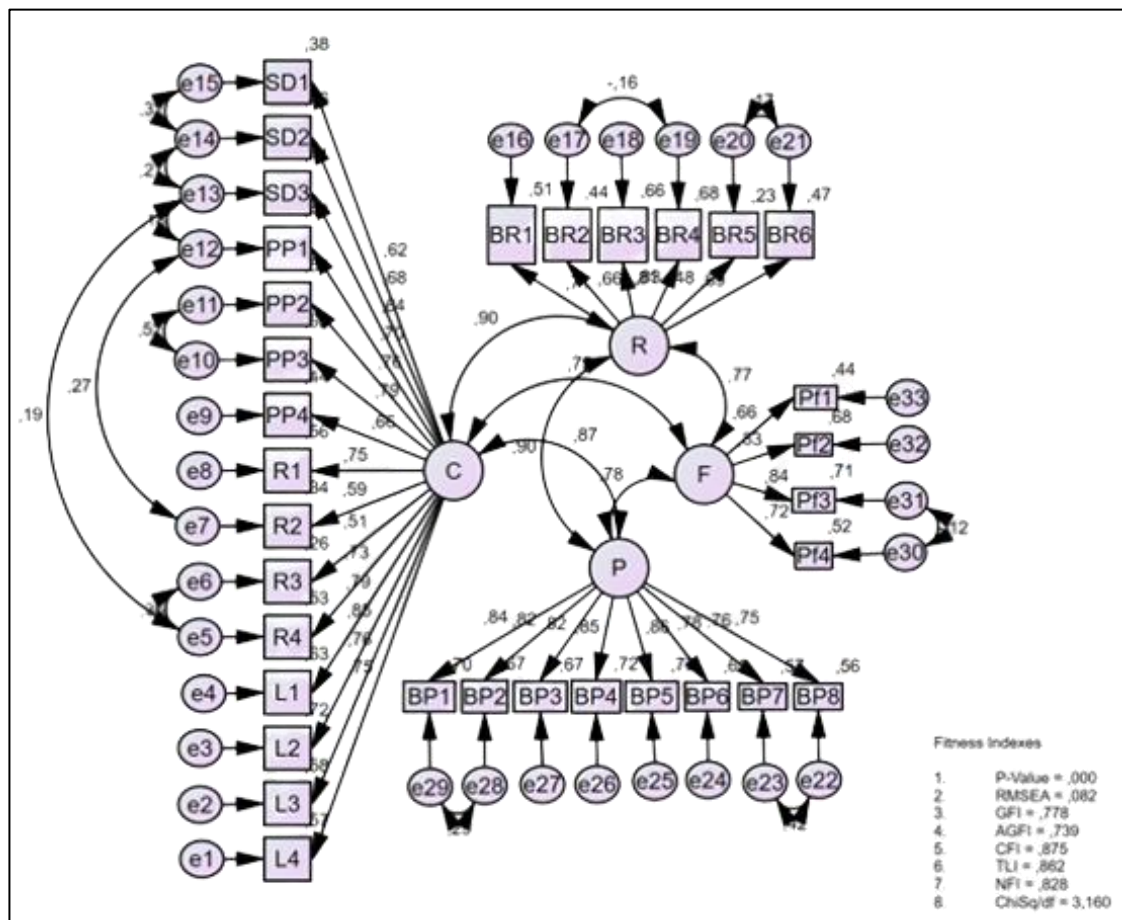 ,38
e15 SD1
e14 SD2
e13 SD3
e12 PP1
e11 PP2
e10 PP3
e9 PP4
e8 R1
e7 R2
e6 R3
e5 R4
e4 L1
e3 L2
e2 L3
e1 L4
,19
,27
,62
,68
,76
,79
,66
,75
,59
,51
,73
,79
,85
,76
,75
C
-,16
e16 e17 e18 e19 e20 e21
,51 ,44 ,66 ,68 ,23 ,47
BR1 BR2 BR3 BR4 BR5 BR6
,66 ,48
R
,90
,77
,87
,90
,78
F
,44
Pf1 e33
,66
,68
Pf2 e32
,84 ,71
Pf3 e31
,72
,52
Pf4 e30
P
,84 ,82 ,82 ,85 ,86 ,78 ,76 ,75
,70 ,67 ,72 ,56
BP1 BP2 BP3 BP4 BP5 BP6 BP7 BP8
e29 e28 e27 e26 e25 e24 e23 e22
Fitness Indexes
1. P-Value = ,000
2. RMSEA = ,082
3. GFI = ,778
4. AGFI = ,739
5. CFI = ,875
6. TLI = ,862
7. NFI = ,828
8. ChiSq/df = 3,160